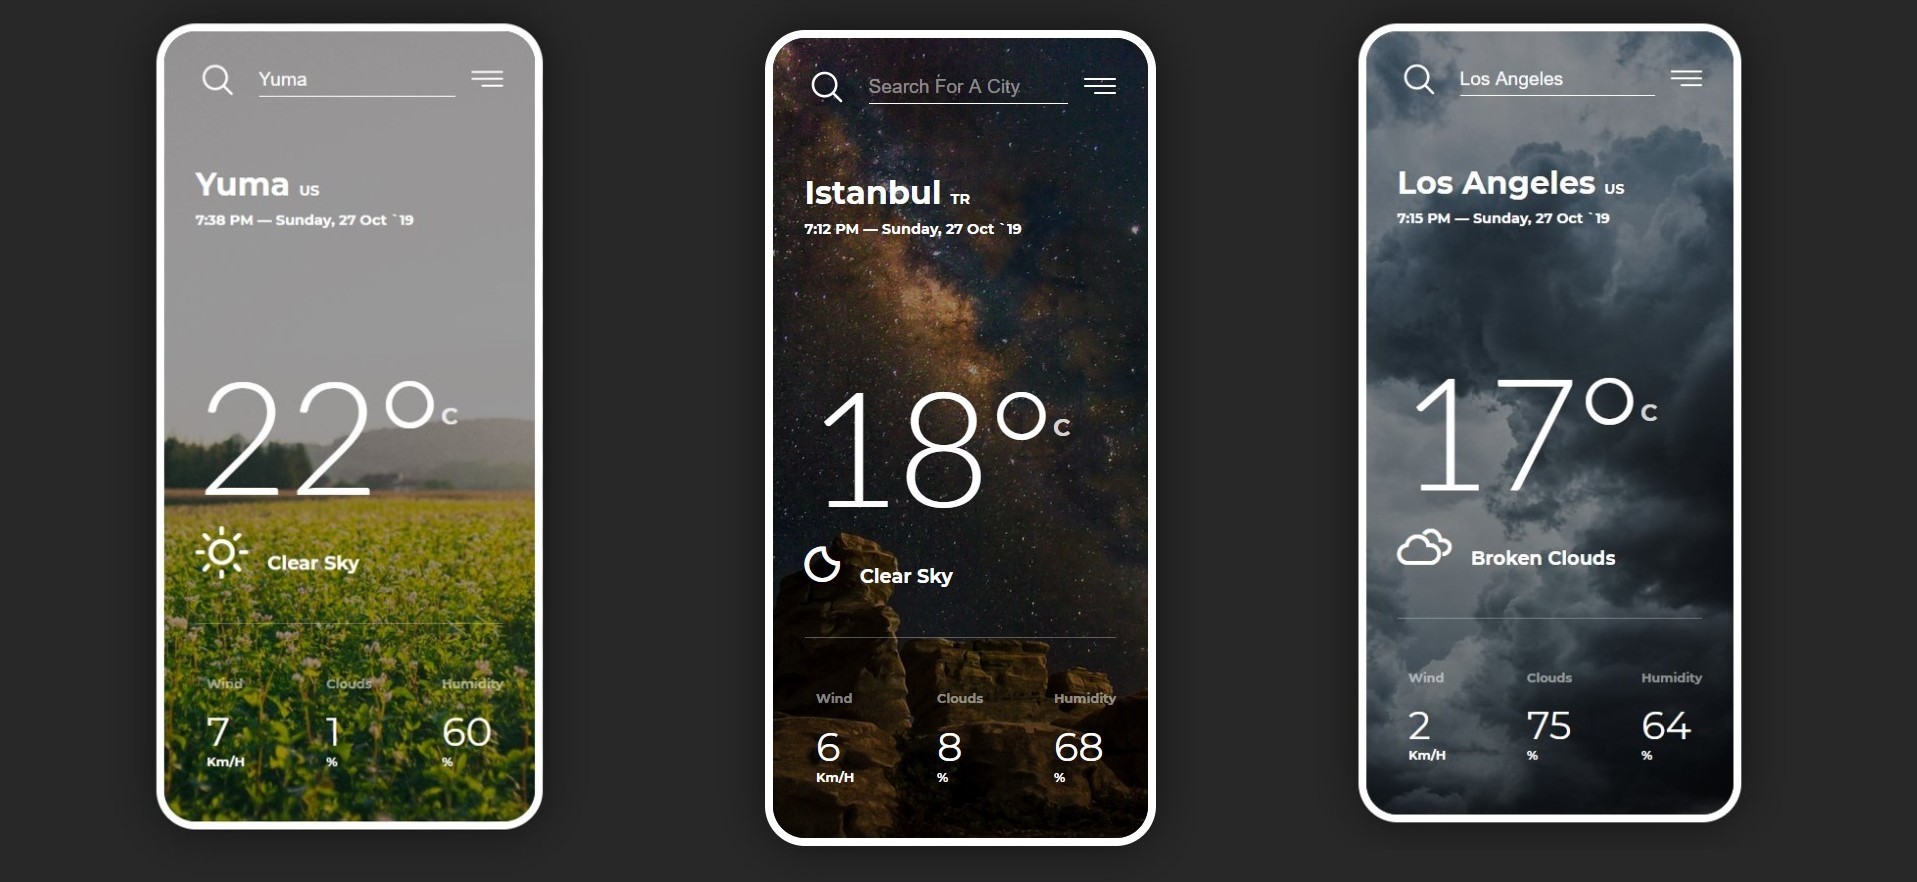 Yuma
Yuma US
7:38 PM — Sunday, 27 Oct `19
22°c
Clear Sky
Wind Clouds Humidity
7 1 60
Km/H % %
Search For A City
Istanbul TR
7:12 PM — Sunday, 27 Oct `19
18°c
Clear Sky
Wind Clouds Humidity
6 8 68
Km/H % %
Los Angeles
Los Angeles US
7:15 PM — Sunday, 27 Oct `19
17°c
Broken Clouds
Wind Clouds Humidity
2 75 64
Km/H % %